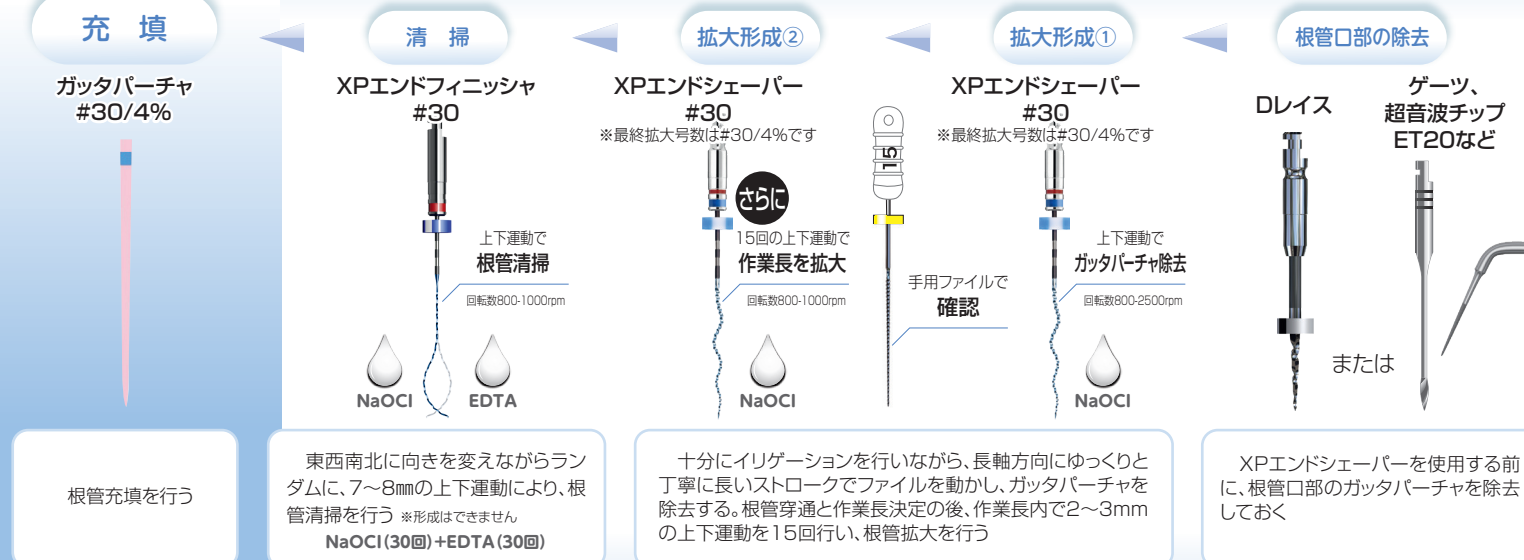 根管口部の除去
Dレイス
ゲーツ、
超音波チップ
ET20など
または
XPエンドシェーパーを使用する前
に、根管口部のガッタパーチャを除去
しておく
拡大形成①
XPエンドシェーパー
#30
※最終拡大号数は#30/4%です
上下運動で
ガッタパーチャ除去
回転数800-2500rpm
NaOCl
15
手用ファイルで
確認
拡大形成②
XPエンドシェーパー
#30
※最終拡大号数は#30/4%です
さらに
15回の上下運動で
作業長を拡大
回転数800-1000rpm
NaOCl
十分にイリゲーションを行いながら、長軸方向にゆっくりと
丁寧に長いストロークでファイルを動かし、ガッタパーチャを
除去する。根管穿通と作業長決定の後、作業長内で2〜3mm
の上下運動を15回行い、根管拡大を行う
清 掃
XPエンドフィニッシャ
#30
上下運動で
根管清掃
回転数800-1000rpm
NaOCl
EDTA
東西南北に向きを変えながらラン
ダムに、7〜8㎜の上下運動により、根
管清掃を行う ※形成はできません
NaOCl(30回)+EDTA(30回)
充 填
ガッタパーチャ
#30/4%
根管充填を行う